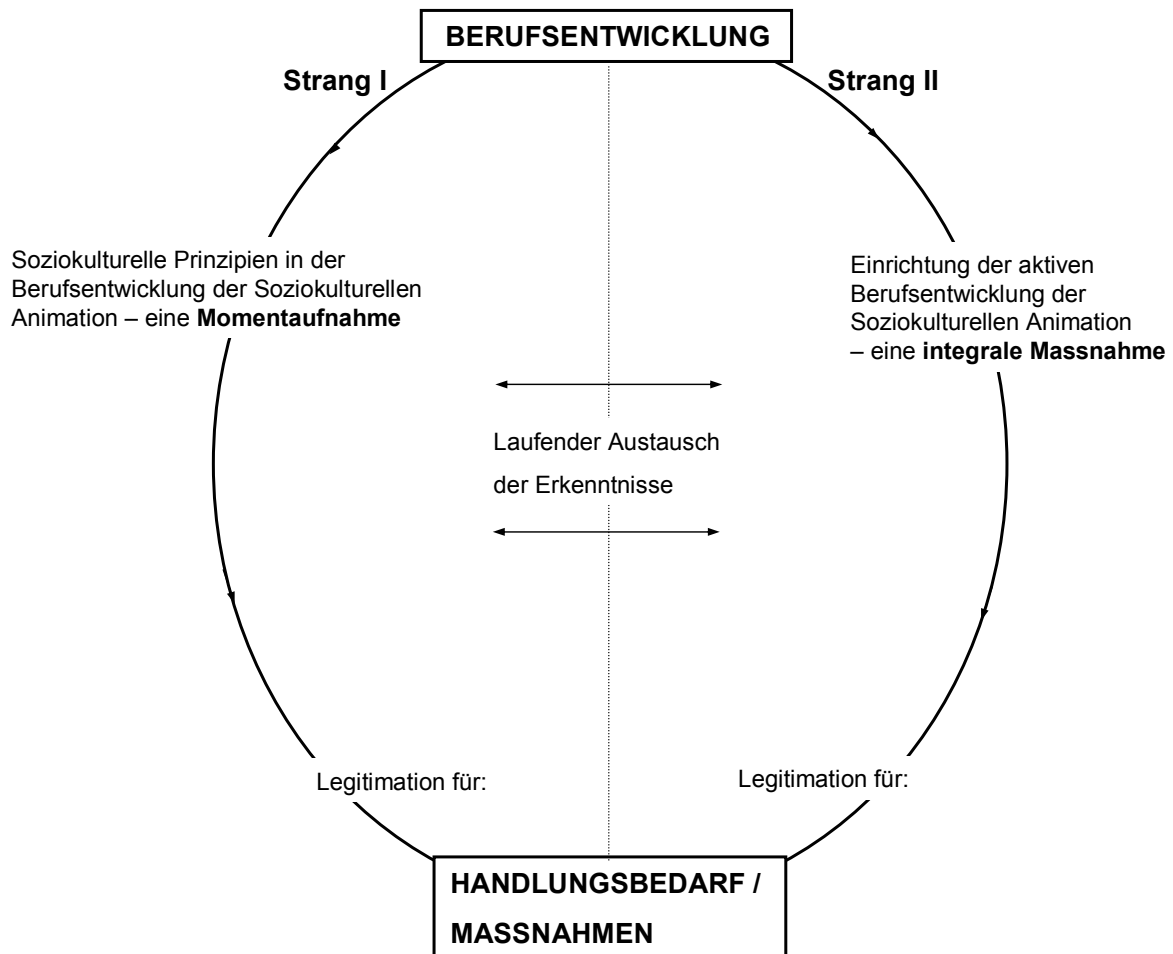 BERUFSENTWICKLUNG
Strang I
Strang II
Soziokulturelle Prinzipien in der
Berufsentwicklung der Soziokulturellen
Animation – eine Momentaufnahme
Einrichtung der aktiven
Berufsentwicklung der
Soziokulturellen Animation
– eine integrale Massnahme
Laufender Austausch
der Erkenntnisse
Legitimation für:
Legitimation für:
HANDLUNGSBEDARF /
MASSNAHMEN